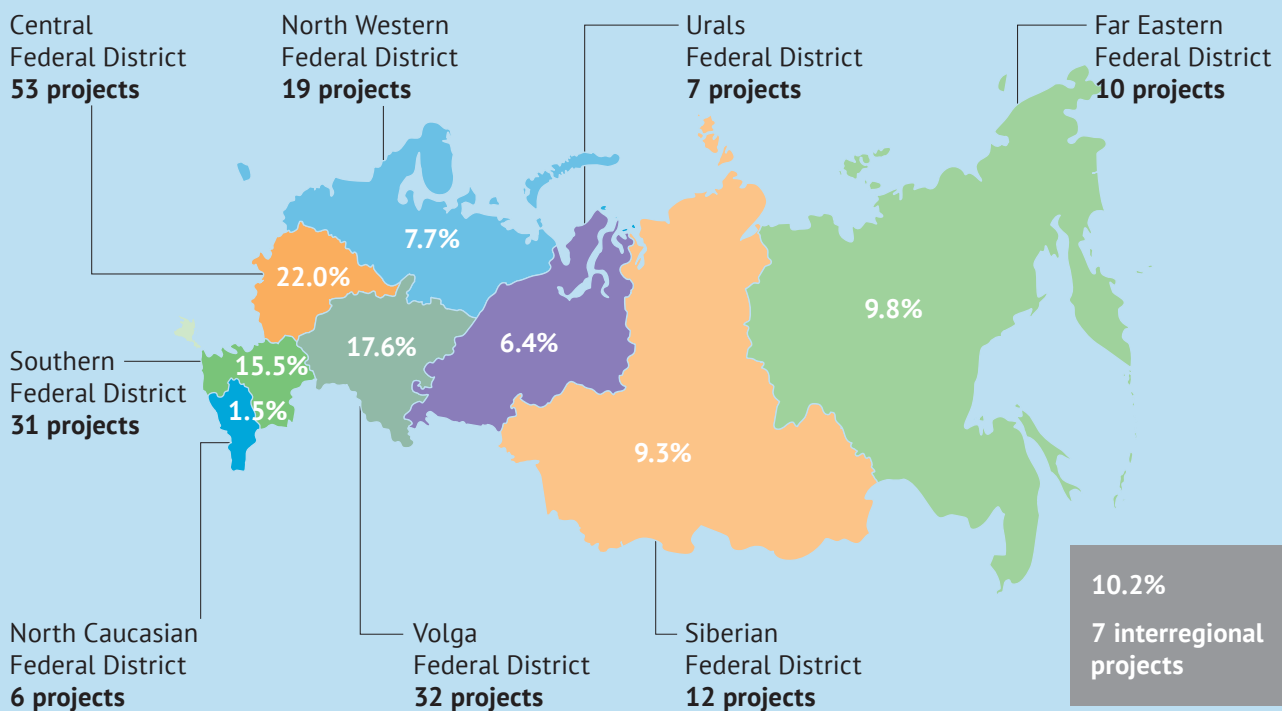 Central
Federal District
53 projects
North Western
Federal District
19 projects
Urals
Federal District
7 projects
Far Eastern
Federal District
10 projects
7.7%
22.0%
9.8%
17.6%
6.4%
Southern
Federal District
31 projects
15.5%
1.5%
9.3%
10.2%
7 interregional
projects
North Caucasian
Federal District
6 projects
Volga
Federal District
32 projects
Siberian
Federal District
12 projects